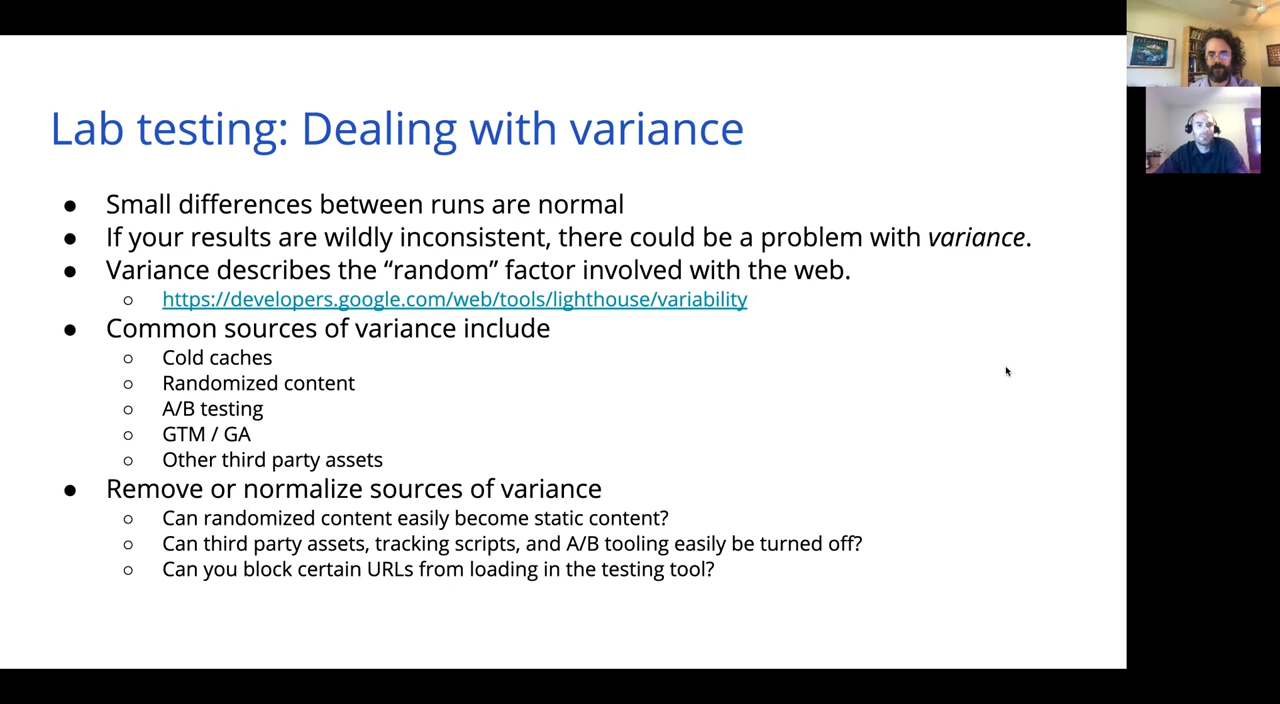 Lab testing: Dealing with variance
● Small differences between runs are normal
● If your results are wildly inconsistent, there could be a problem with variance.
● Variance describes the “random” factor involved with the web.
○ https://developers.google.com/web/tools/lighthouse/variability
● Common sources of variance include
○ Cold caches
○ Randomized content
○ A/B testing
○ GTM / GA
○ Other third party assets
● Remove or normalize sources of variance
○ Can randomized content easily become static content?
○ Can third party assets, tracking scripts, and A/B tooling easily be turned off?
○ Can you block certain URLs from loading in the testing tool?